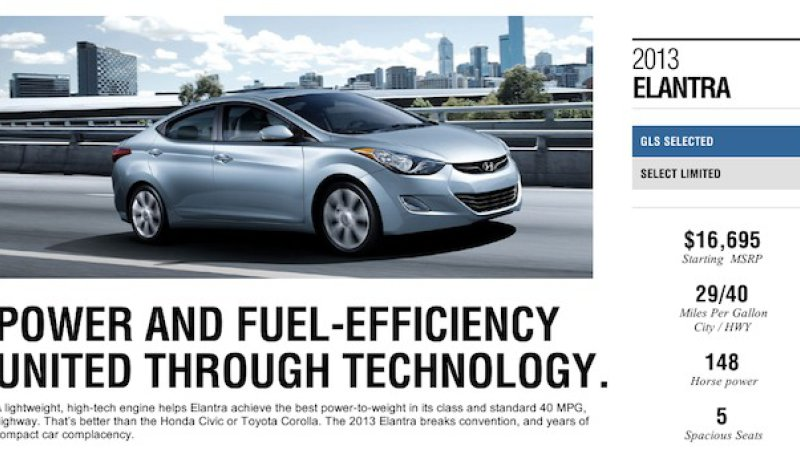 POWER AND FUEL-EFFICIENCY
UNITED THROUGH TECHNOLOGY.
lightweight, high-tech engine helps Elantra achieve the best power-to-weight in its class and standard 40 MPG,
highway. That's better than the Honda Civic or Toyota Corolla. The 2013 Elantra breaks convention, and years of
compact car complacency.
2013
ELANTRA
GLS SELECTED
SELECT LIMITED
$16,695
Starting MSRP
29/40
Miles Per Gallon
City / HWY
148
Horse power
5
Spacious Seats